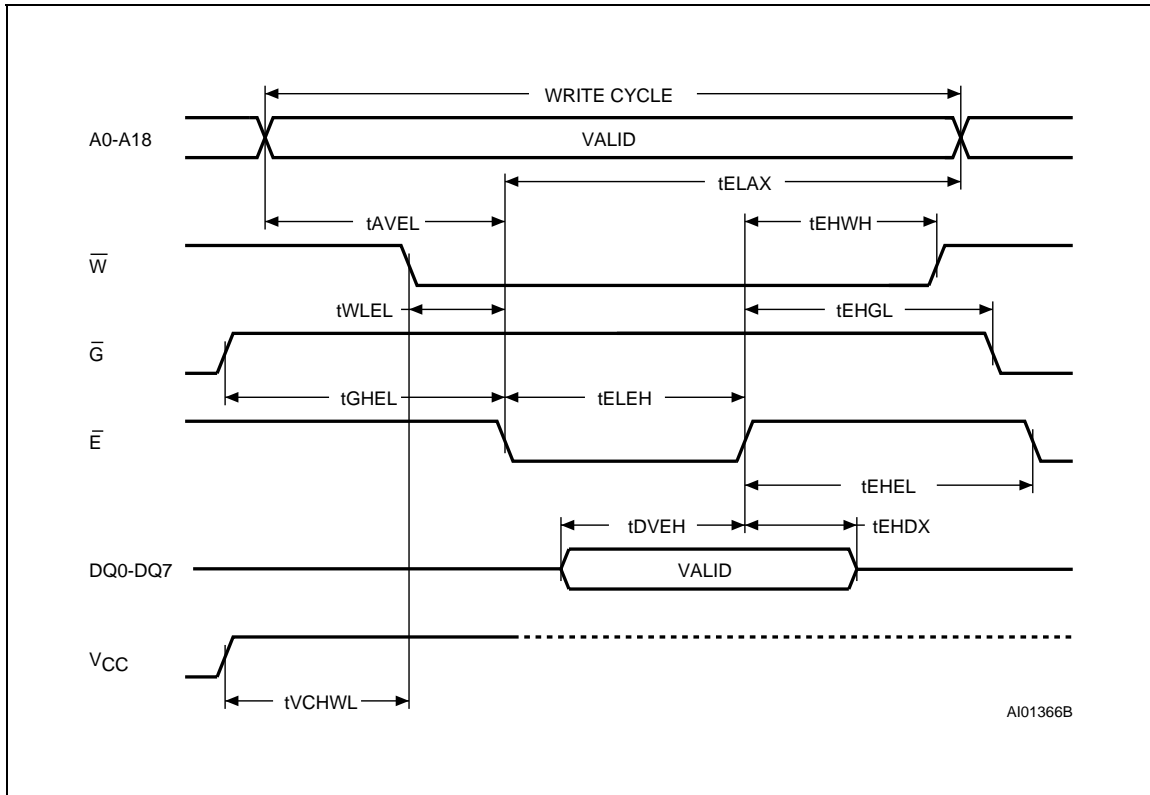 WRITE CYCLE
A0-A18
VALID
tELAX
tAVEL
tEHWH
W̅
tWLEL
tEHGL
G̅
tGHEL
tELEH
E̅
tEHEL
tDVEH
tEHDX
DQ0-DQ7
VALID
VCC
tVCHWL
AI01366B